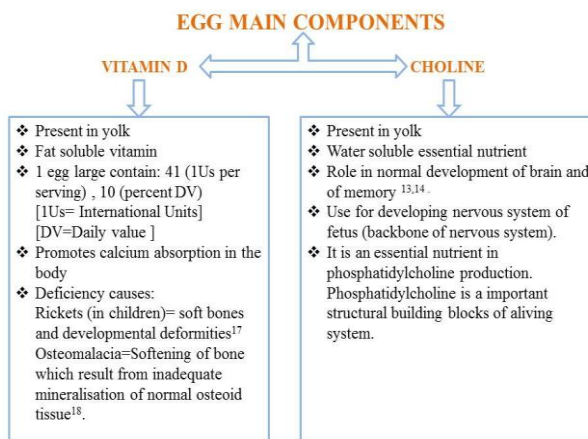 EGG MAIN COMPONENTS
VITAMIN D
CHOLINE
❖ Present in yolk
❖ Fat soluble vitamin
❖ 1 egg large contain: 41 (1Us per
serving) , 10 (percent DV)
[1Us= International Units]
[DV=Daily value ]
❖ Promotes calcium absorption in the
body
❖ Deficiency causes:
Rickets (in children)= soft bones
and developmental deformities17
Osteomalacia=Softening of bone
which result from inadequate
mineralisation of normal osteoid
tissue18.
❖ Present in yolk
❖ Water soluble essential nutrient
❖ Role in normal development of brain and
of memory 13,14 .
❖ Use for developing nervous system of
fetus (backbone of nervous system).
❖ It is an essential nutrient in
phosphatidylcholine production.
Phosphatidylcholine is a important
structural building blocks of aliving
system.